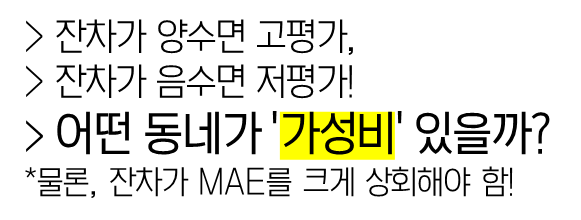 > 잔차가 양수면 고평가,
> 잔차가 음수면 저평가!
> 어떤 동네가 '가성비' 있을까?
*물론, 잔차가 MAE를 크게 상회해야 함!